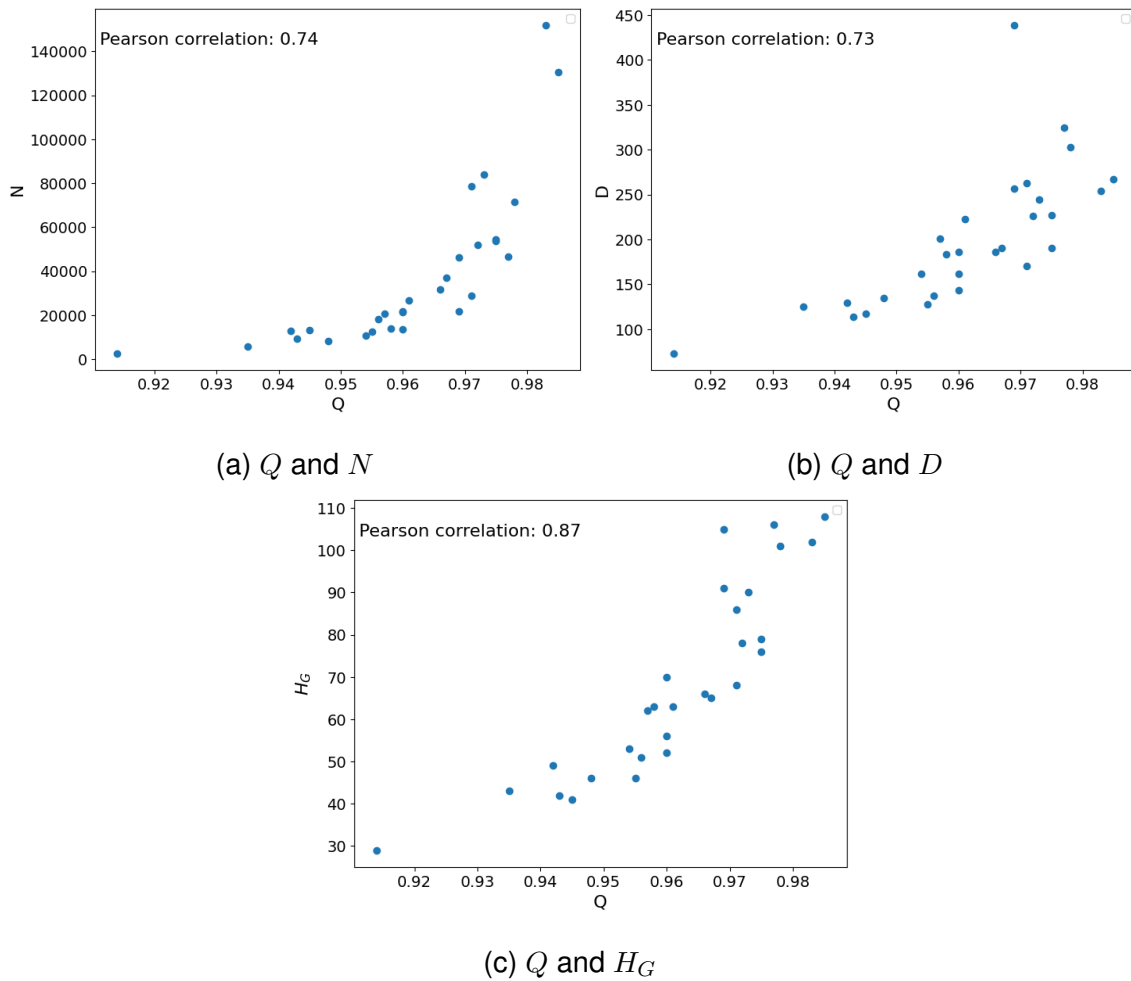 Pearson correlation: 0.74
140000
120000
100000
80000
60000
40000
20000
0
N
0.92 0.93 0.94 0.95 0.96 0.97 0.98
Q
(a) Q and N
Pearson correlation: 0.73
450
400
350
300
250
200
150
100
D
0.92 0.93 0.94 0.95 0.96 0.97 0.98
Q
(b) Q and D
Pearson correlation: 0.87
110
100
90
80
70
60
50
40
30
H_G
0.92 0.93 0.94 0.95 0.96 0.97 0.98
Q
(c) Q and H_G